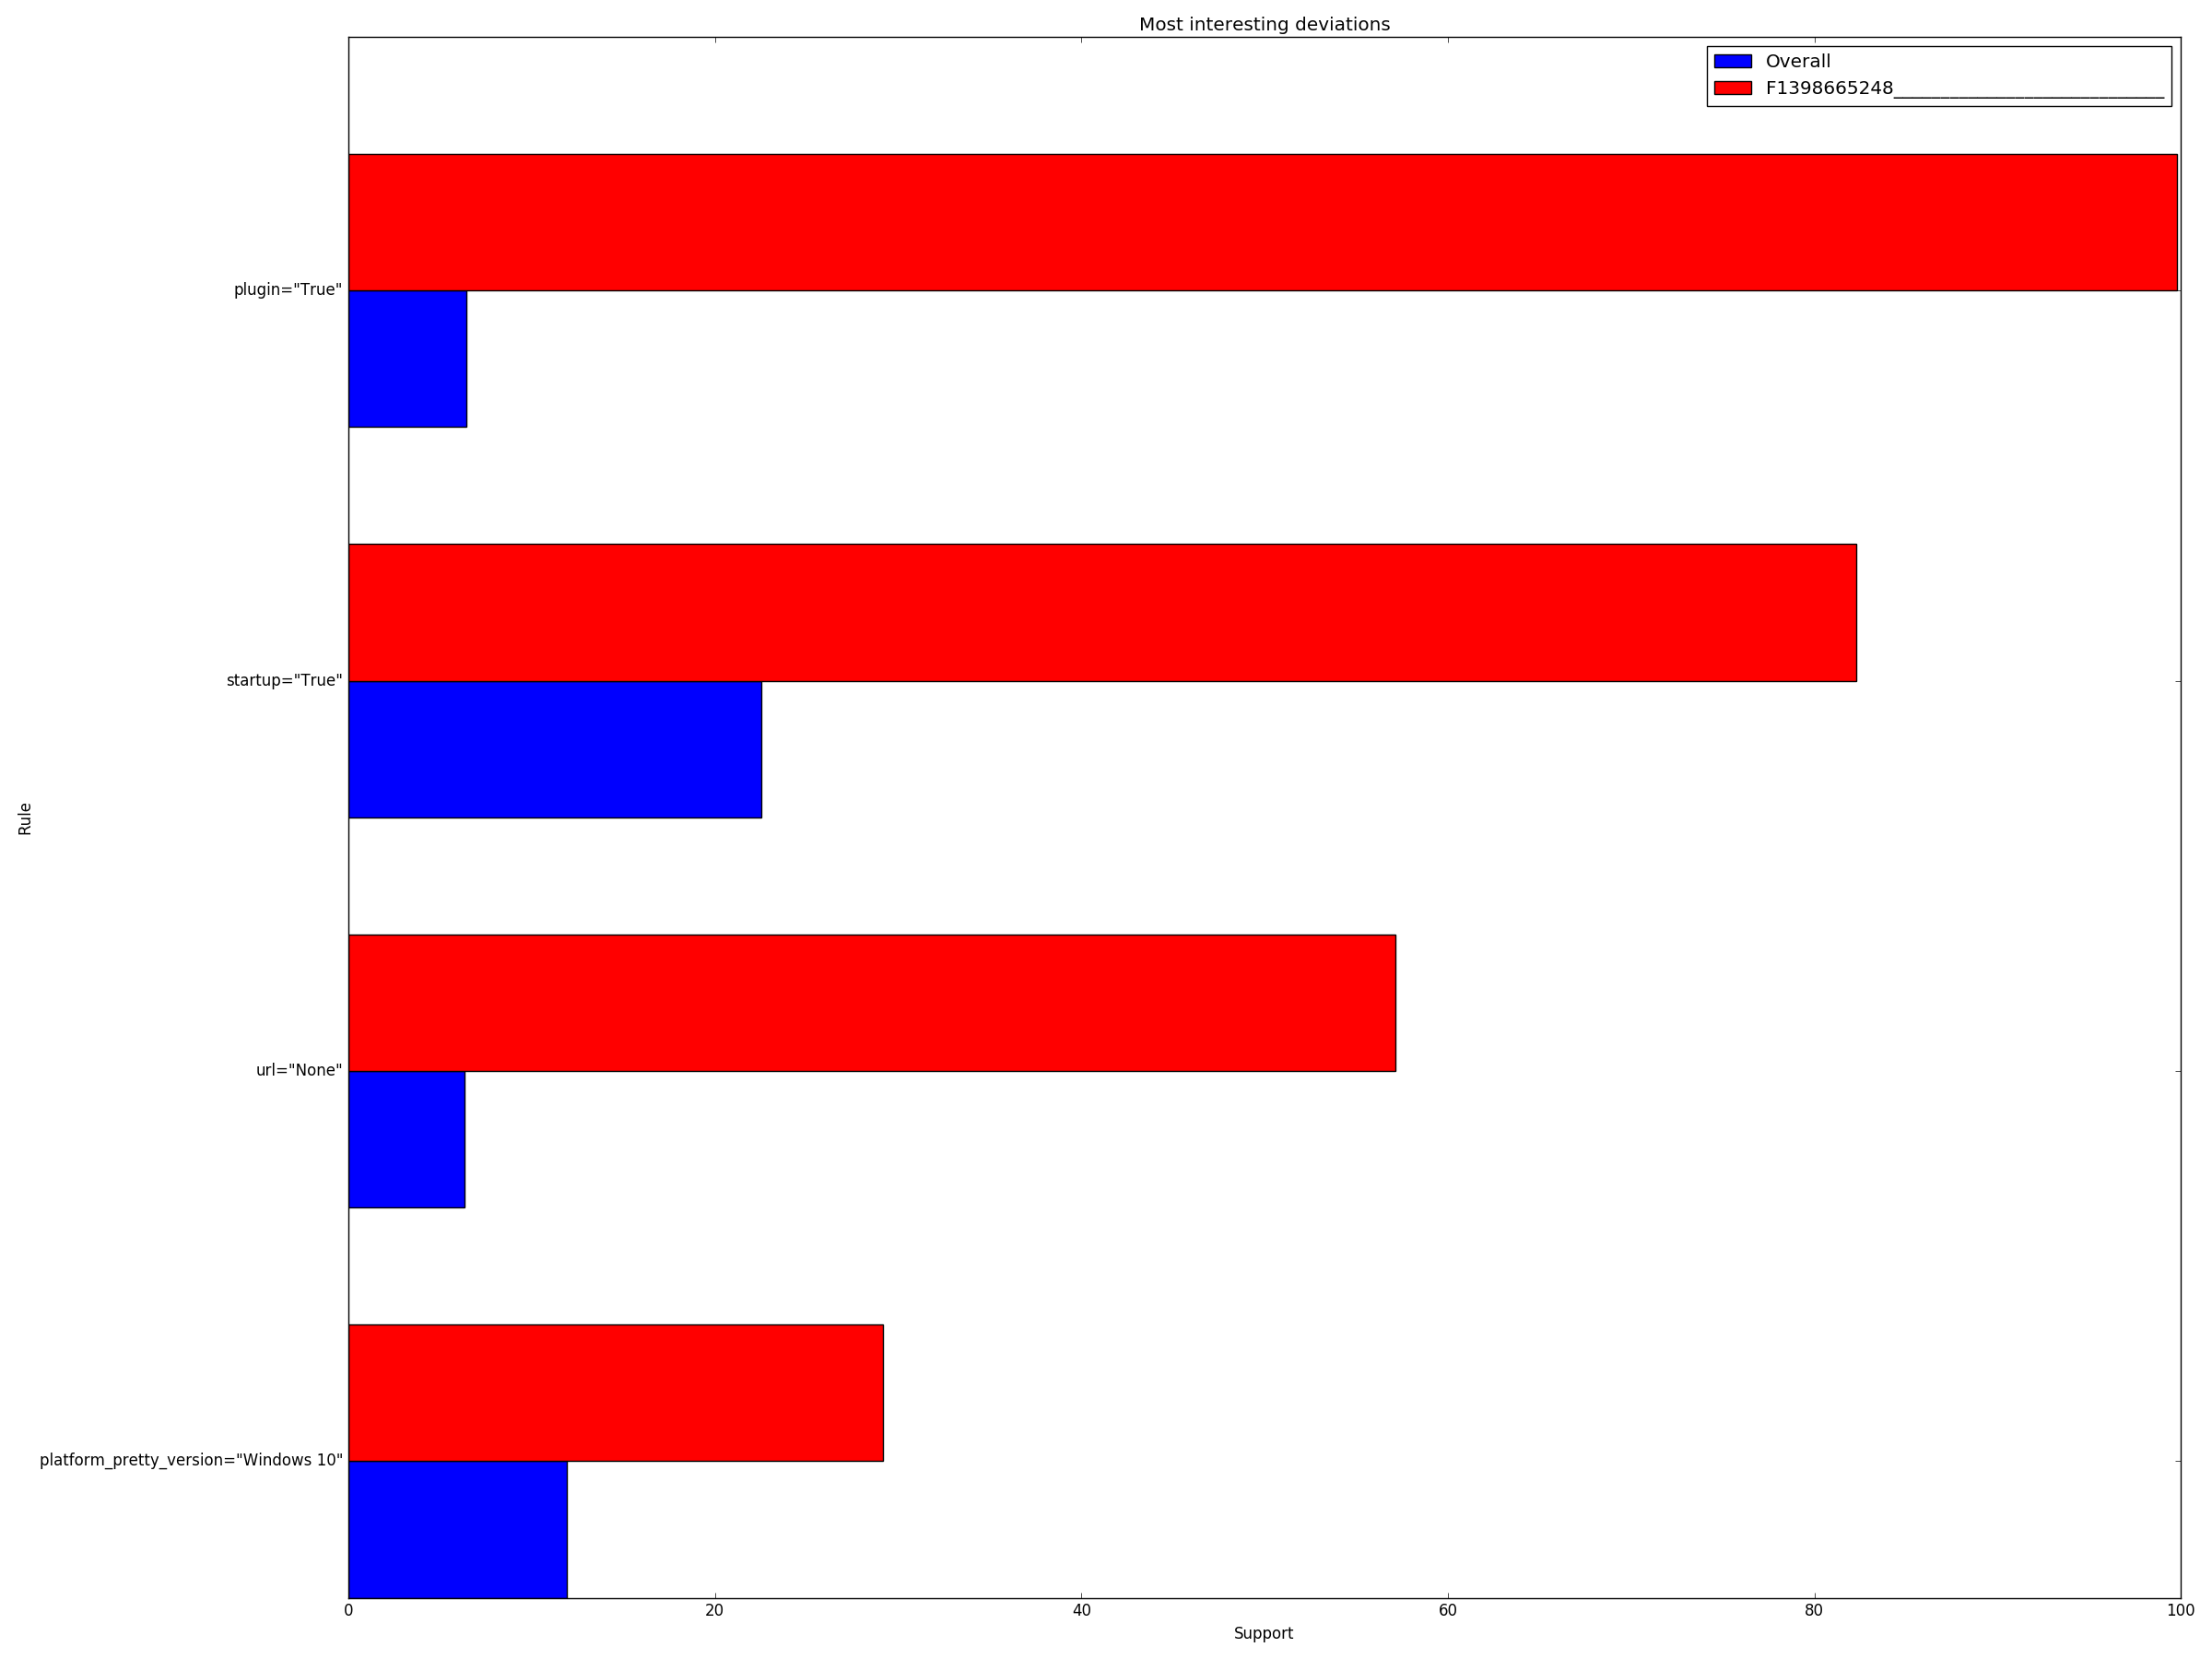 Most interesting deviations
Overall
F1398665248_____________________________
plugin="True"
startup="True"
url="None"
platform_pretty_version="Windows 10"
Rule
0 20 40 60 80 100
Support